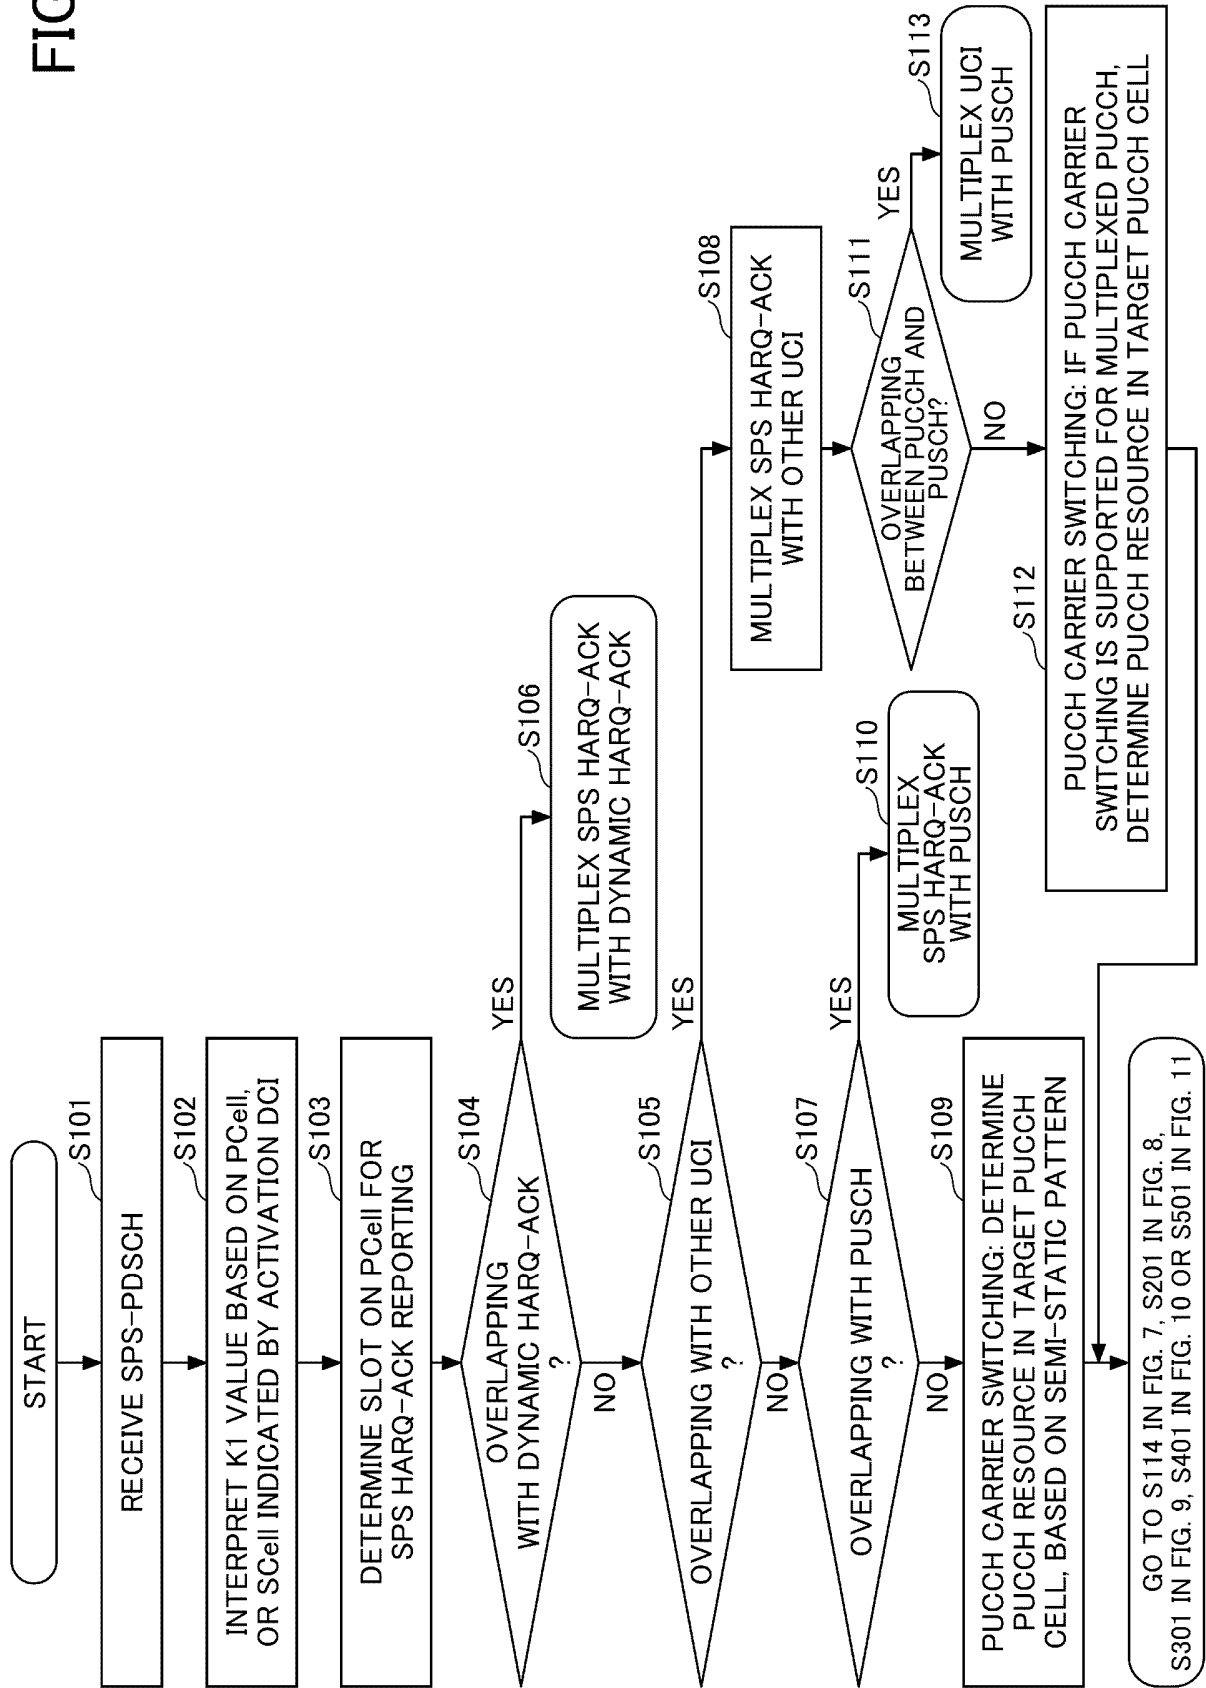 FIG
START
S101
RECEIVE SPS-PDSCH
S102
INTERPRET K1 VALUE BASED ON PCell,
OR SCell INDICATED BY ACTIVATION DCI
S103
DETERMINE SLOT ON PCell FOR
SPS HARQ-ACK REPORTING
S104
OVERLAPPING
WITH DYNAMIC HARQ-ACK
?
YES
NO
S106
MULTIPLEX SPS HARQ-ACK
WITH DYNAMIC HARQ-ACK
S105
OVERLAPPING WITH OTHER UCI
?
YES
NO
S108
MULTIPLEX SPS HARQ-ACK
WITH OTHER UCI
S107
OVERLAPPING WITH PUSCH
?
YES
NO
S110
MULTIPLEX
SPS HARQ-ACK
WITH PUSCH
S111
OVERLAPPING
BETWEEN PUCCH AND
PUSCH?
YES
NO
S113
MULTIPLEX UCI
WITH PUSCH
S109
PUCCH CARRIER SWITCHING: DETERMINE
PUCCH RESOURCE IN TARGET PUCCH
CELL, BASED ON SEMI-STATIC PATTERN
S112
PUCCH CARRIER SWITCHING: IF PUCCH CARRIER
SWITCHING IS SUPPORTED FOR MULTIPLEXED PUCCH,
DETERMINE PUCCH RESOURCE IN TARGET PUCCH CELL
GO TO S114 IN FIG. 7, S201 IN FIG. 8,
S301 IN FIG. 9, S401 IN FIG. 10 OR S501 IN FIG. 11